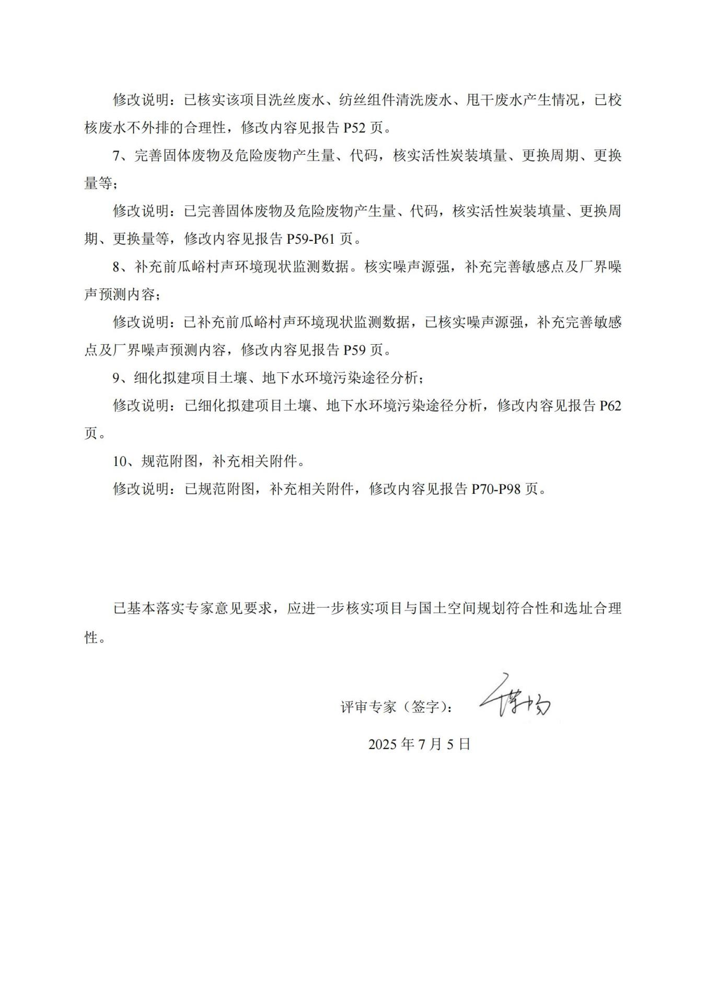 修改说明：已核实该项目洗丝废水、纺丝组件清洗废水、甩干废水产生情况，已校
核废水不外排的合理性，修改内容见报告 P52 页。
7、完善固体废物及危险废物产生量、代码，核实活性炭装填量、更换周期、更换
量等；
修改说明：已完善固体废物及危险废物产生量、代码，核实活性炭装填量、更换周
期、更换量等，修改内容见报告 P59-P61 页。
8、补充前瓜峪村声环境现状监测数据。核实噪声源强，补充完善敏感点及厂界噪
声预测内容；
修改说明：已补充前瓜峪村声环境现状监测数据，已核实噪声源强，补充完善敏感
点及厂界噪声预测内容，修改内容见报告 P59 页。
9、细化拟建项目土壤、地下水环境污染途径分析；
修改说明：已细化拟建项目土壤、地下水环境污染途径分析，修改内容见报告 P62
页。
10、规范附图，补充相关附件。
修改说明：已规范附图，补充相关附件，修改内容见报告 P70-P98 页。
已基本落实专家意见要求，应进一步核实项目与国土空间规划符合性和选址合理
性。
评审专家（签字）：
2025 年 7 月 5 日